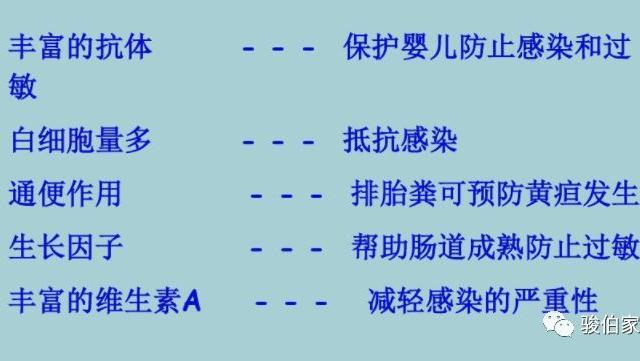 丰富的抗体 - - - 保护婴儿防止感染和过
敏
白细胞量多 - - - 抵抗感染
通便作用 - - - 排胎粪可预防黄疸发生
生长因子 - - - 帮助肠道成熟防止过敏
丰富的维生素A - - - 减轻感染的严重性
骏伯家